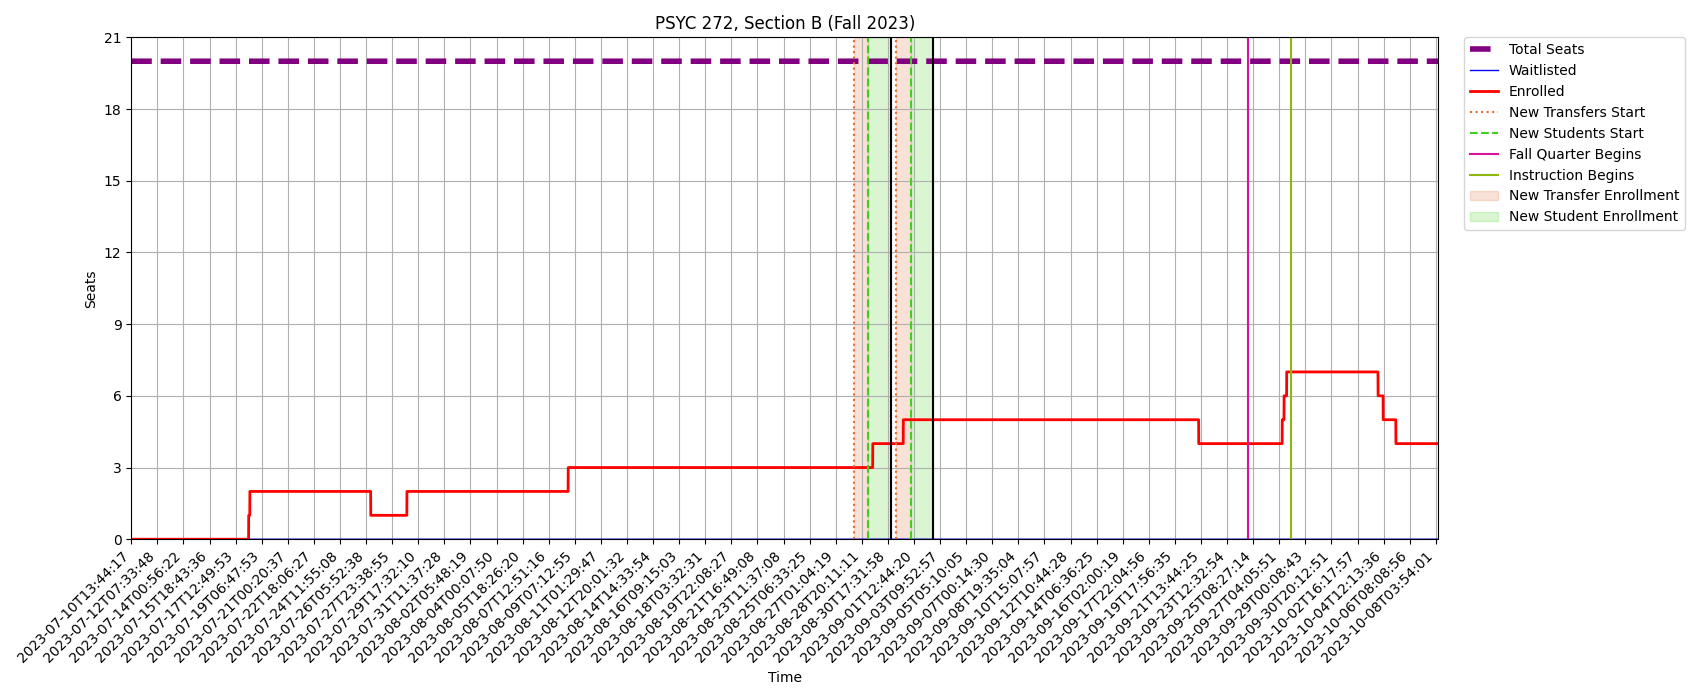 PSYC 272, Section B (Fall 2023)
21
18
15
12
9
6
3
0
Seats
2023-07-10T13:44:17
2023-07-12T07:33:48
2023-07-14T00:56:22
2023-07-15T18:43:36
2023-07-17T12:49:53
2023-07-19T06:47:53
2023-07-21T00:20:37
2023-07-22T18:06:27
2023-07-24T11:55:08
2023-07-26T05:52:38
2023-07-27T23:38:55
2023-07-29T17:32:10
2023-07-31T11:37:28
2023-08-02T05:48:19
2023-08-04T00:07:50
2023-08-05T18:26:20
2023-08-07T12:51:16
2023-08-09T07:12:55
2023-08-11T01:29:47
2023-08-12T20:01:32
2023-08-14T14:33:54
2023-08-16T09:15:03
2023-08-18T03:32:31
2023-08-19T22:08:27
2023-08-21T16:49:08
2023-08-23T11:37:08
2023-08-25T06:33:25
2023-08-27T01:04:19
2023-08-28T20:11:11
2023-08-30T17:31:58
2023-09-01T12:44:20
2023-09-03T09:52:57
2023-09-05T05:10:05
2023-09-07T00:14:30
2023-09-08T19:35:04
2023-09-10T15:07:57
2023-09-12T10:44:28
2023-09-14T06:36:25
2023-09-16T02:00:19
2023-09-17T22:04:56
2023-09-19T17:56:35
2023-09-21T13:44:25
2023-09-23T12:32:54
2023-09-25T08:27:14
2023-09-27T04:05:51
2023-09-29T00:08:43
2023-09-30T20:12:51
2023-10-02T16:17:57
2023-10-04T12:13:36
2023-10-06T08:08:56
2023-10-08T03:54:01
Time
Total Seats
Waitlisted
Enrolled
New Transfers Start
New Students Start
Fall Quarter Begins
Instruction Begins
New Transfer Enrollment
New Student Enrollment